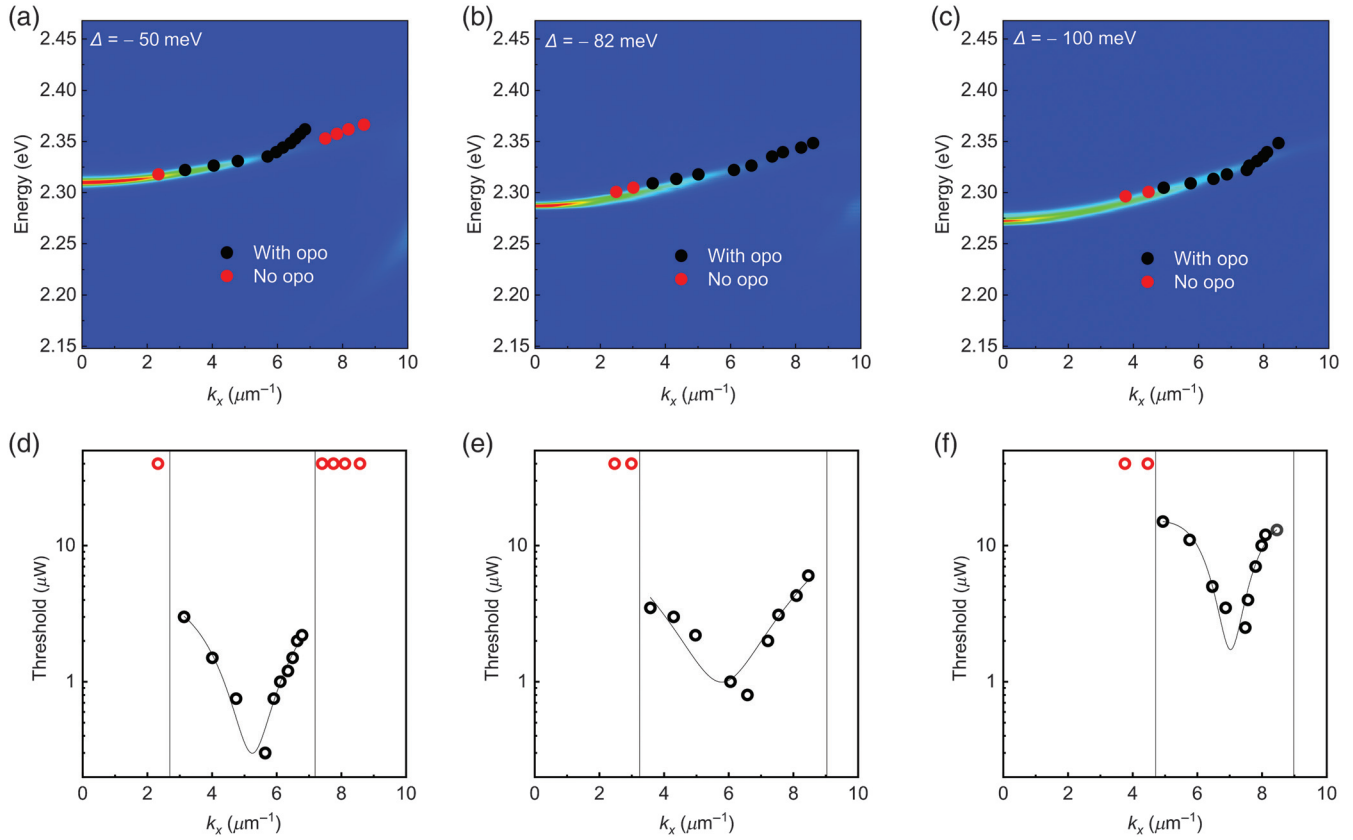 (a)
Δ = – 50 meV
2.45
2.40
2.35
2.30
2.25
2.20
2.15
Energy (eV)
With opo
No opo
0 2 4 6 8 10
kx (μm–1)
(b)
Δ = – 82 meV
2.45
2.40
2.35
2.30
2.25
2.20
2.15
Energy (eV)
With opo
No opo
0 2 4 6 8 10
kx (μm–1)
(c)
Δ = – 100 meV
2.45
2.40
2.35
2.30
2.25
2.20
2.15
Energy (eV)
With opo
No opo
0 2 4 6 8 10
kx (μm–1)
(d)
10
1
Threshold (μW)
0 2 4 6 8 10
kx (μm–1)
(e)
10
1
Threshold (μW)
0 2 4 6 8 10
kx (μm–1)
(f)
10
1
Threshold (μW)
0 2 4 6 8 10
kx (μm–1)